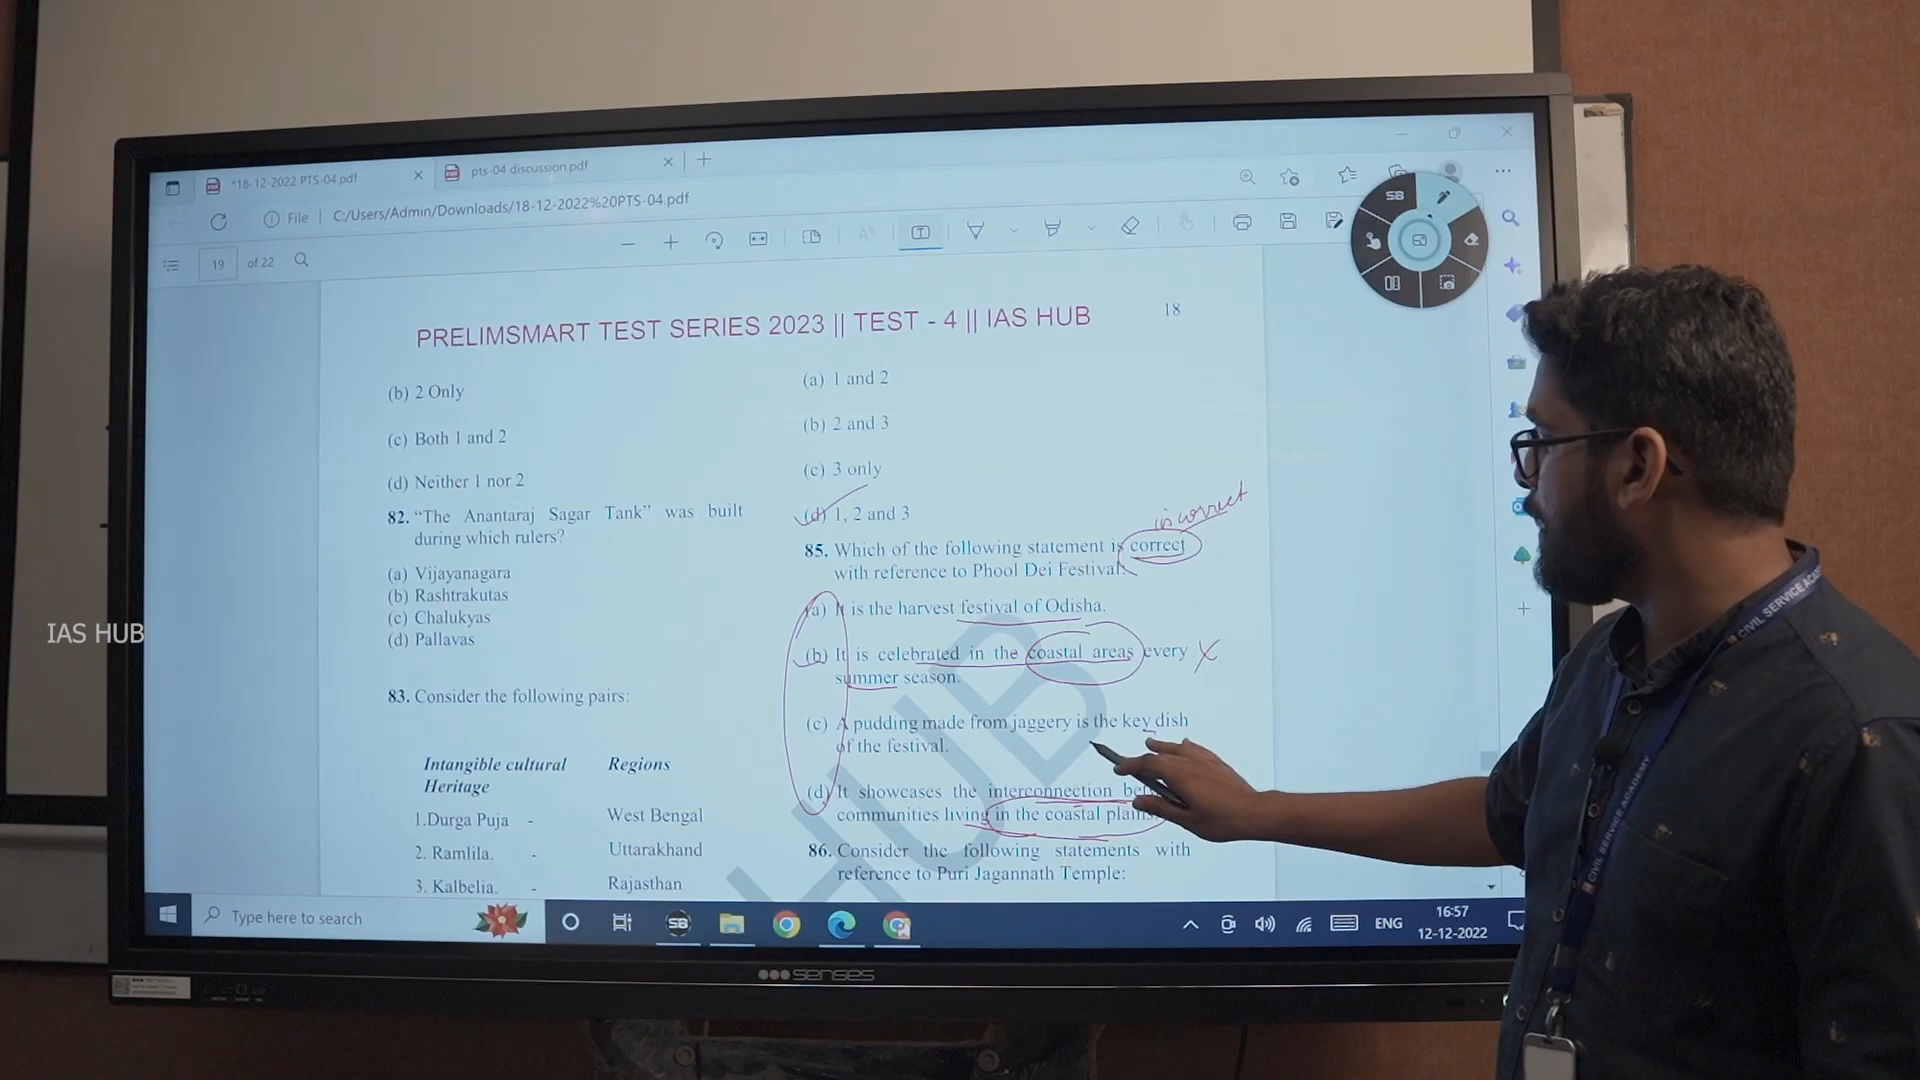 *18-12-2022 PTS-04.pdf
pts-04 discussion.pdf
File
C:/Users/Admin/Downloads/18-12-2022%20PTS-04.pdf
19 of 22
SB
PRELIMSMART TEST SERIES 2023 || TEST - 4 || IAS HUB
18
(b) 2 Only
(c) Both 1 and 2
(d) Neither 1 nor 2
82. “The Anantaraj Sagar Tank” was built
during which rulers?
(a) Vijayanagara
(b) Rashtrakutas
(c) Chalukyas
(d) Pallavas
83. Consider the following pairs:
Intangible cultural Regions
Heritage
1.Durga Puja - West Bengal
2. Ramlila. - Uttarakhand
3. Kalbelia. - Rajasthan
(a) 1 and 2
(b) 2 and 3
(c) 3 only
(d) 1, 2 and 3
incorrect
85. Which of the following statement is correct
with reference to Phool Dei Festival:
(a) It is the harvest festival of Odisha.
(b) It is celebrated in the coastal areas every X
summer season.
(c) A pudding made from jaggery is the key dish
of the festival.
(d) It showcases the interconnection
communities living in the coastal plains
86. Consider the following statements with
reference to Puri Jagannath Temple:
HUB
IAS HUB
Type here to search
SB
ENG
16:57
12-12-2022
senses
CIVIL SERVICE ACADEMY
CIVIL SERVICE ACADEMY